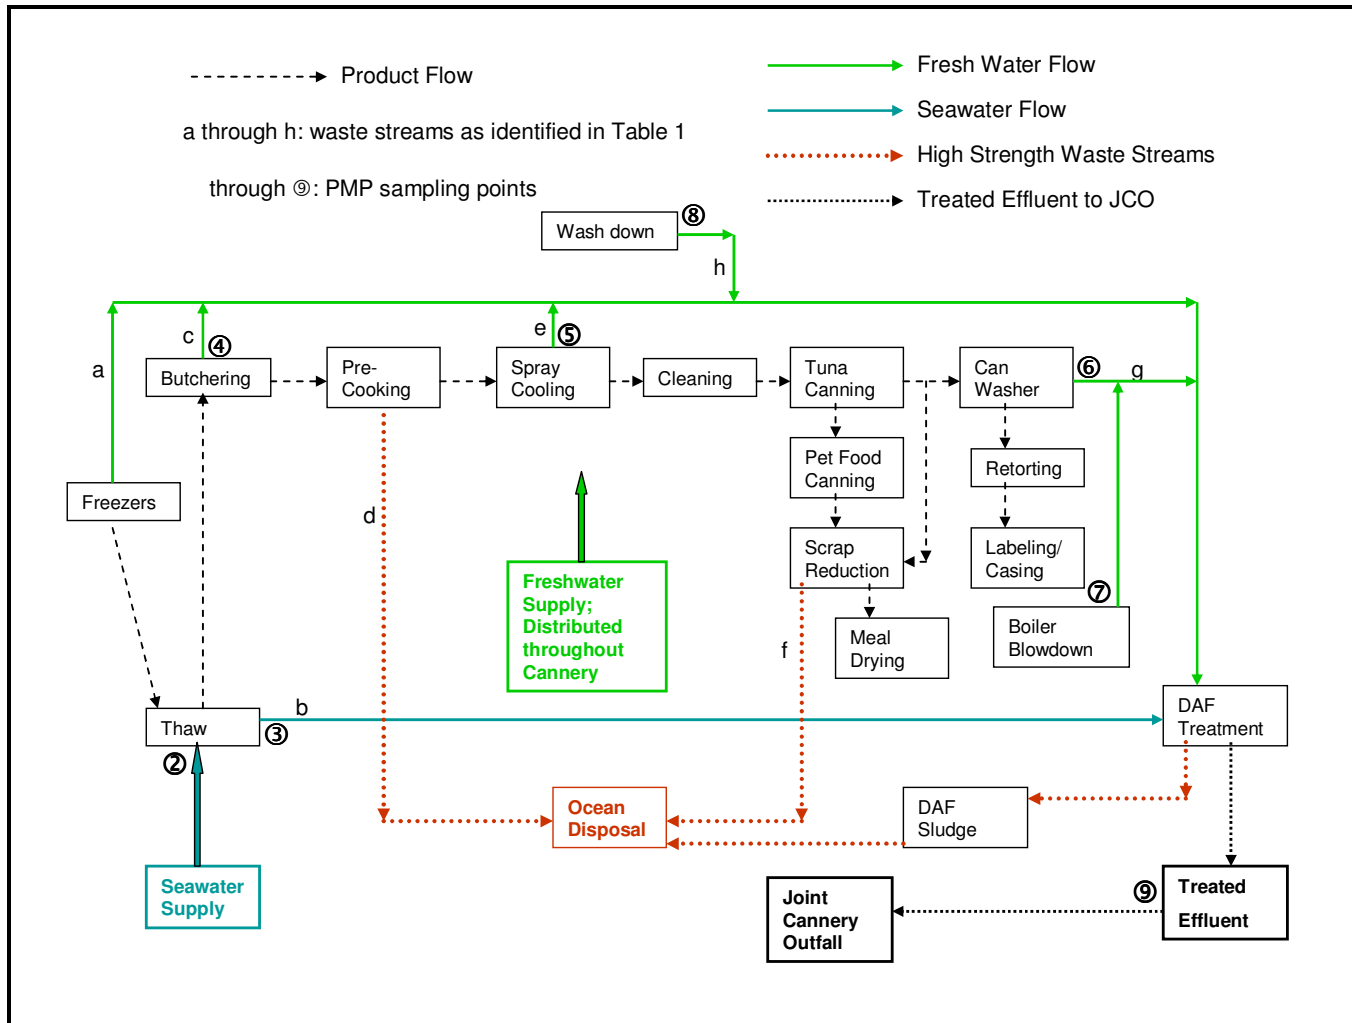 Product Flow
a through h: waste streams as identified in Table 1
through ⑨: PMP sampling points
Fresh Water Flow
Seawater Flow
High Strength Waste Streams
Treated Effluent to JCO
Wash down
⑧
h
a
c
④
e
⑤
⑥
g
Butchering
Pre-
Cooking
Spray
Cooling
Cleaning
Tuna
Canning
Can
Washer
Pet Food
Canning
Retorting
Freezers
d
Scrap
Reduction
Labeling/
Casing
Freshwater
Supply;
Distributed
throughout
Cannery
⑦
Boiler
Blowdown
f
Meal
Drying
b
Thaw
③
②
DAF
Treatment
Ocean
Disposal
DAF
Sludge
Seawater
Supply
Joint
Cannery
Outfall
⑨
Treated
Effluent